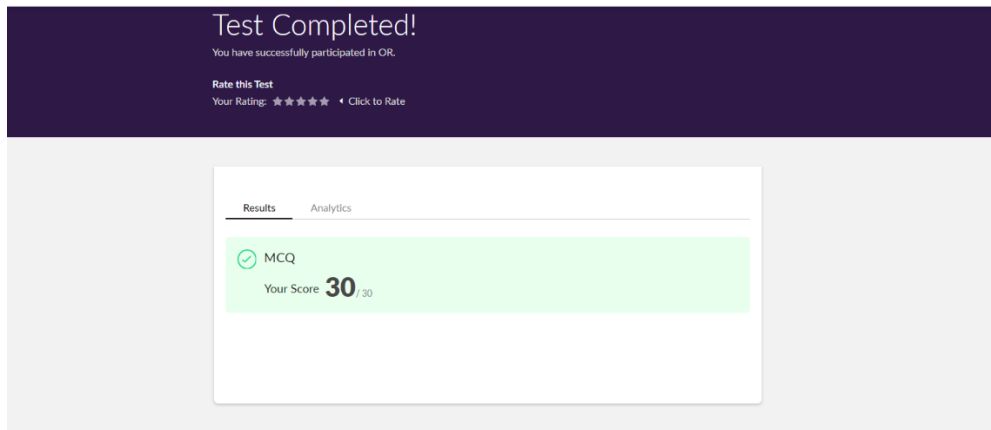 Test Completed!
You have successfully participated in OR.
Rate this Test
Your Rating: Click to Rate
Results Analytics
MCQ
Your Score 30 / 30